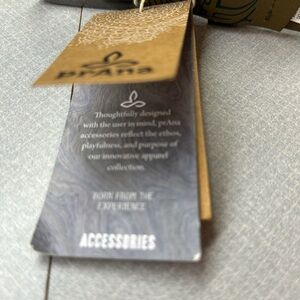 prAna
Thoughtfully designed
with the user in mind, prAna
accessories reflect the ethos,
playfulness, and purpose of
our innovative apparel
collection.
BORN FROM THE
EXPERIENCE
ACCESSORIES